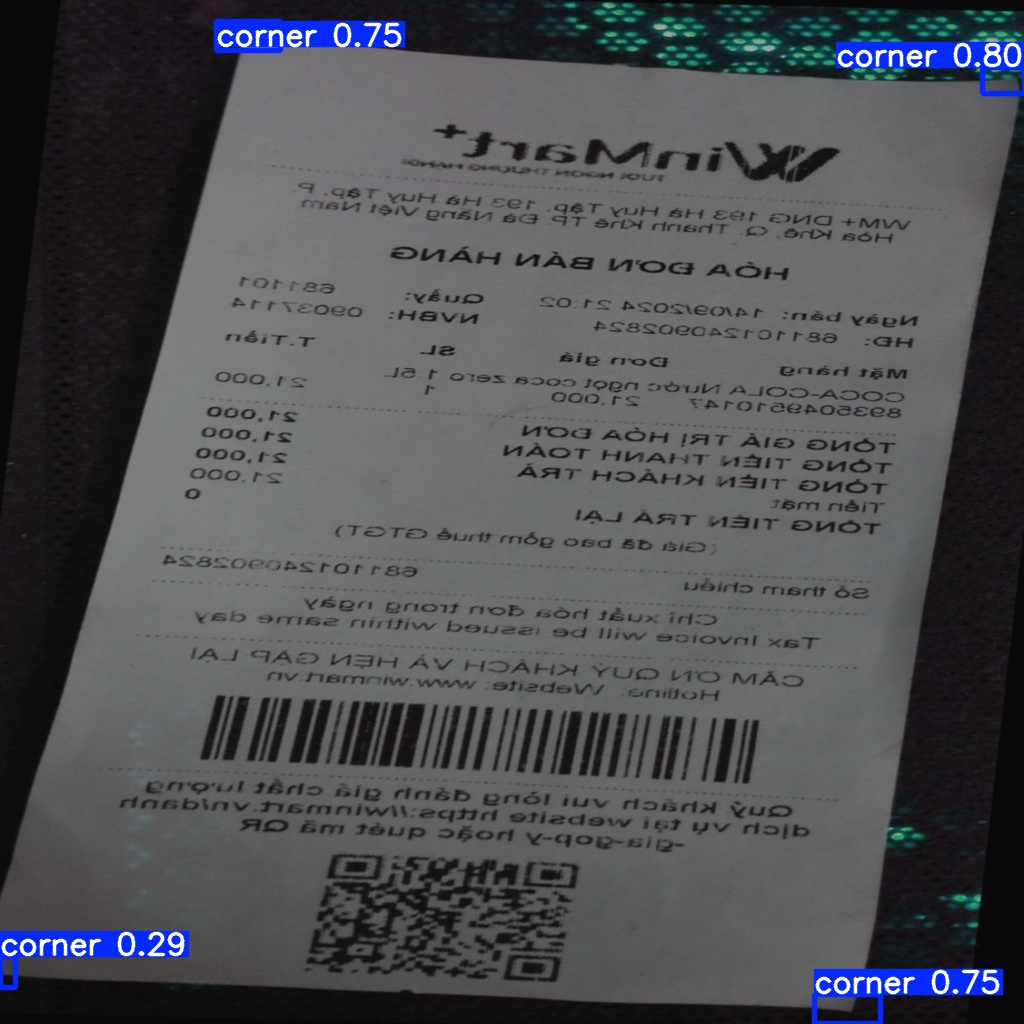 corner 0.75
corner 0.80
WinMart+
TƯƠI NGON THƯỢNG HẠNG
WM+ DNG 193 Hà Huy Tập, 193 Hà Huy Tập, P.
Hòa Khê, Q. Thanh Khê TP. Đà Nẵng Việt Nam
HÓA ĐƠN BÁN HÀNG
Ngày bán: 14/09/2024 21:02 Quầy: 681101
HĐ: 681101240902824 NVBH: 09037114
Mặt hàng Đơn giá SL T.Tiền
COCA-COLA Nước ngọt coca zero 1.5L
8935049510147 21,000 1 21,000
TỔNG GIÁ TRỊ HÓA ĐƠN 21,000
TỔNG TIỀN THANH TOÁN 21,000
TỔNG TIỀN KHÁCH TRẢ 21,000
Tiền mặt 21,000
TỔNG TIỀN TRẢ LẠI 0
(Giá đã bao gồm thuế GTGT)
Số tham chiếu 681101240902824
Chỉ xuất hóa đơn trong ngày
Tax Invoice will be issued within same day
CẢM ƠN QUÝ KHÁCH VÀ HẸN GẶP LẠI
Hotline: Website: www.winmart.vn
Quý khách vui lòng đánh giá chất lượng
dịch vụ tại website https://winmart.vn/danh
-gia-gop-y hoặc quét mã QR
corner 0.29
corner 0.75